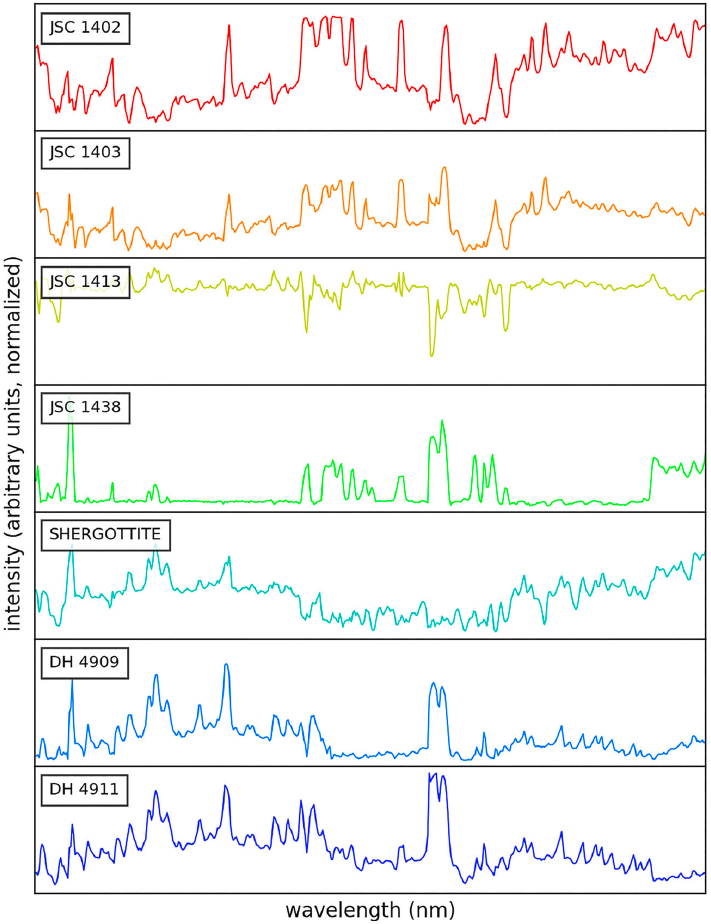 JSC 1402
JSC 1403
JSC 1413
JSC 1438
SHERGOTTITE
DH 4909
DH 4911
intensity (arbitrary units, normalized)
wavelength (nm)